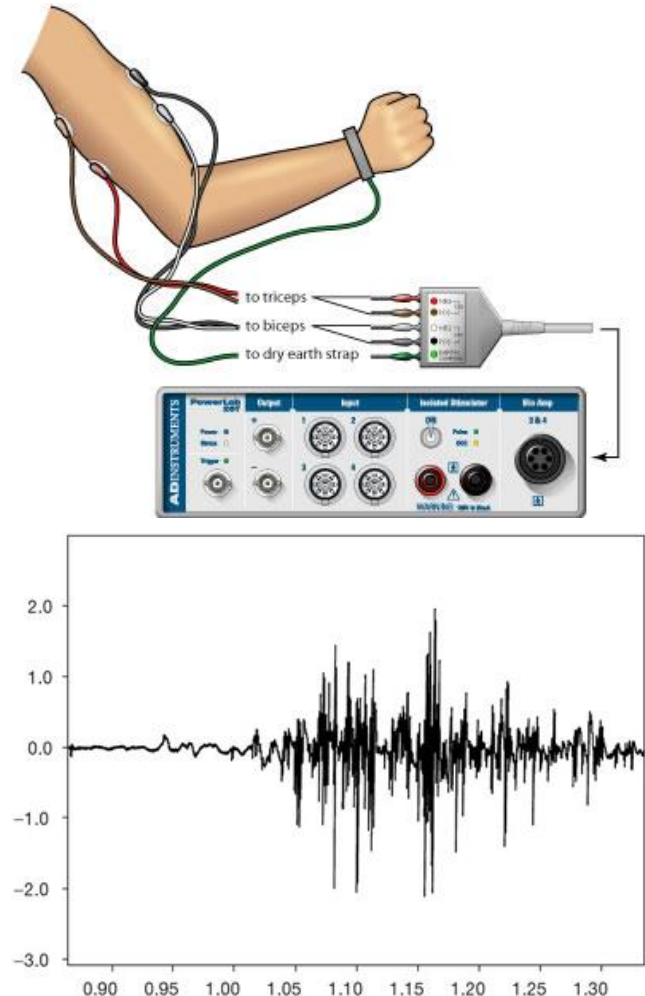 to triceps
to biceps
to dry earth strap
ADINSTRUMENTS
PowerLab
Output
Input
Isolated Stimulator
Bio Amp
3 & 4
Power
Status
Trigger
+
−
1
2
3
4
ON
Pulse
2.0
1.0
0.0
−1.0
−2.0
−3.0
0.90 0.95 1.00 1.05 1.10 1.15 1.20 1.25 1.30